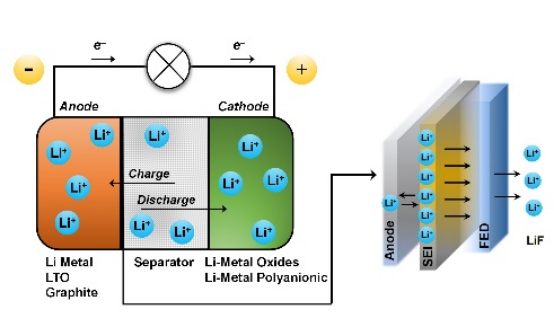 e⁻ e⁻
- +
Anode Cathode
Li⁺ Li⁺ Li⁺ Li⁺
Li⁺ Li⁺ Li⁺
Charge
Discharge
Li⁺ Li⁺ Li⁺ Li⁺
Li Metal
LTO
Graphite
Separator
Li-Metal Oxides
Li-Metal Polyanionic
Li⁺
Li⁺
Li⁺
Li⁺
Li⁺
Li⁺
Li⁺
Li⁺
Li⁺
Li⁺
Anode
SEI
FED
LiF